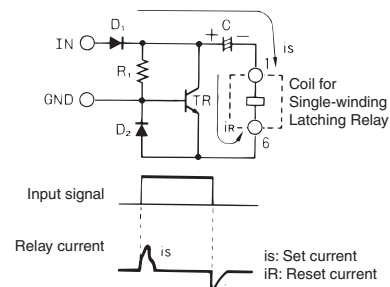 D₁
C
IN
+
−
is
R₁
1
Coil for
Single-winding
Latching Relay
GND
TR
D₂
iR
6
Input signal
Relay current
is
is: Set current
iR: Reset current